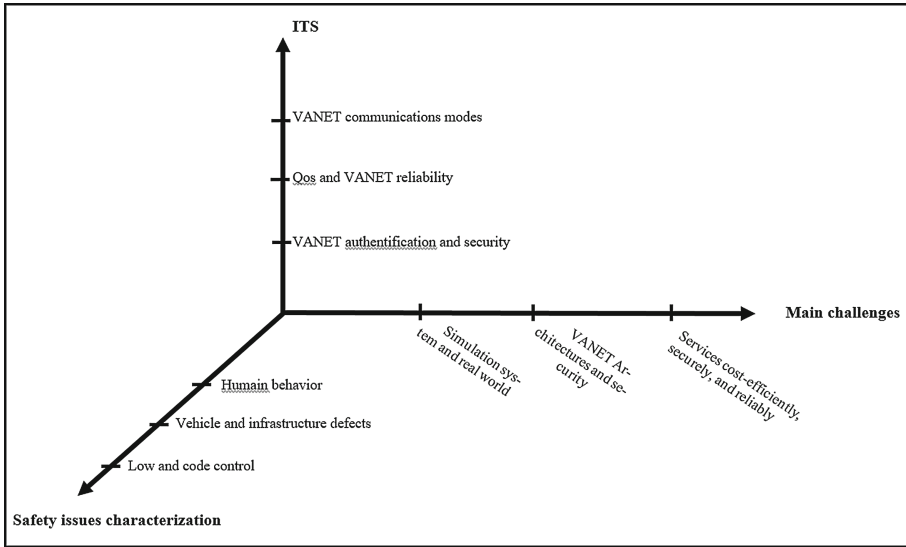 ITS
VANET communications modes
Qos and VANET reliability
VANET authentification and security
Main challenges
Simulation sys-
tem and real world
VANET Ar-
chitectures and se-
curity
Services cost-efficiently,
securely, and reliably
Humain behavior
Vehicle and infrastructure defects
Low and code control
Safety issues characterization